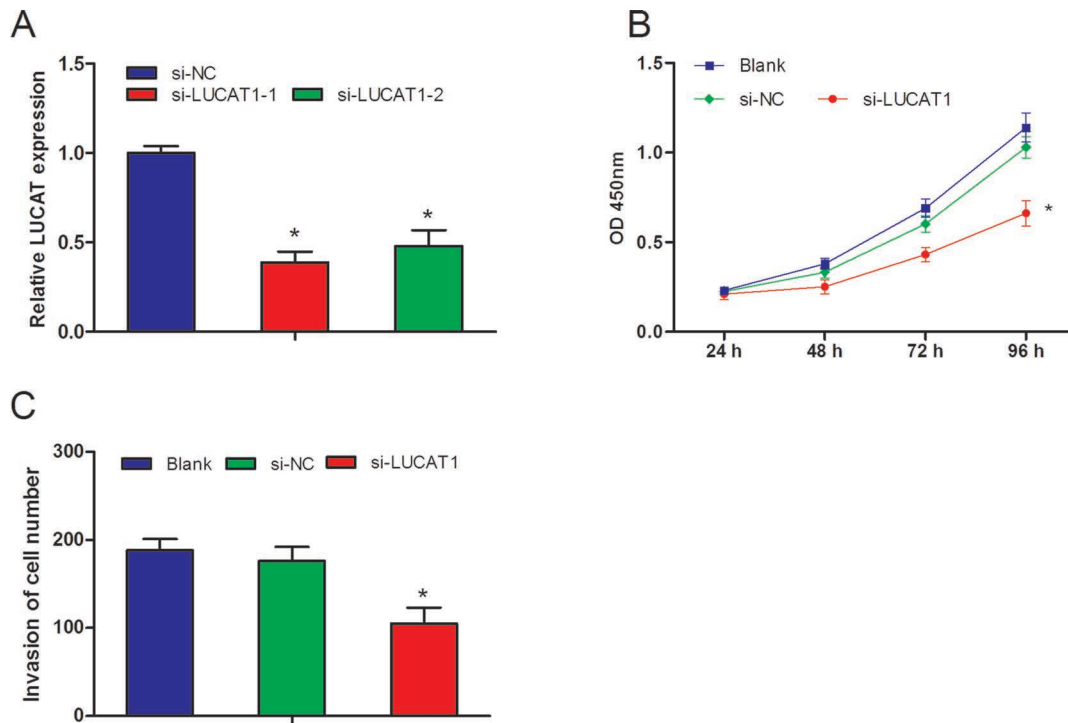 A
Relative LUCAT expression
1.5
1.0
0.5
0.0
si-NC
si-LUCAT1-1 si-LUCAT1-2
*
*
B
OD 450nm
1.5
1.0
0.5
0.0
Blank
si-NC si-LUCAT1
*
24 h 48 h 72 h 96 h
C
Invasion of cell number
300
200
100
0
Blank si-NC si-LUCAT1
*